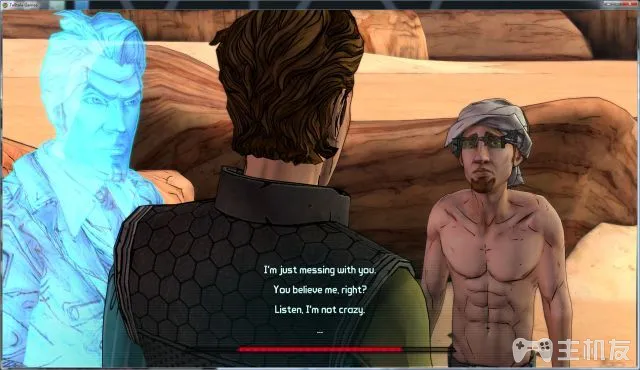 Telltale Games
I'm just messing with you.
You believe me, right?
Listen, I'm not crazy.
...
主机友